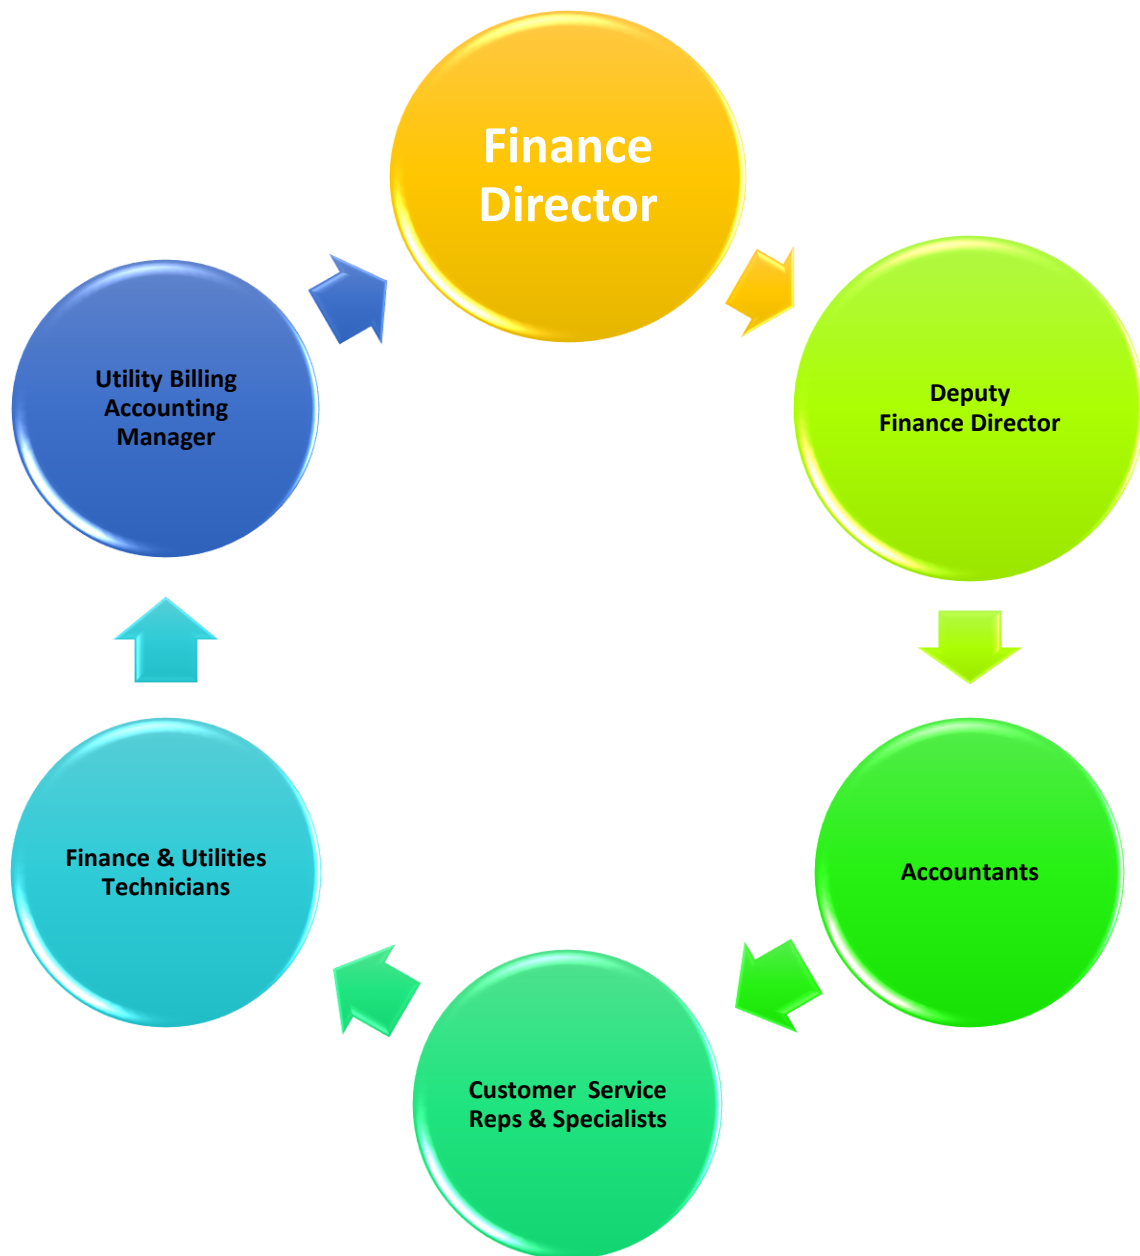 Finance
Director
Deputy
Finance Director
Accountants
Customer  Service
Reps & Specialists
Finance & Utilities
Technicians
Utility Billing
Accounting
Manager